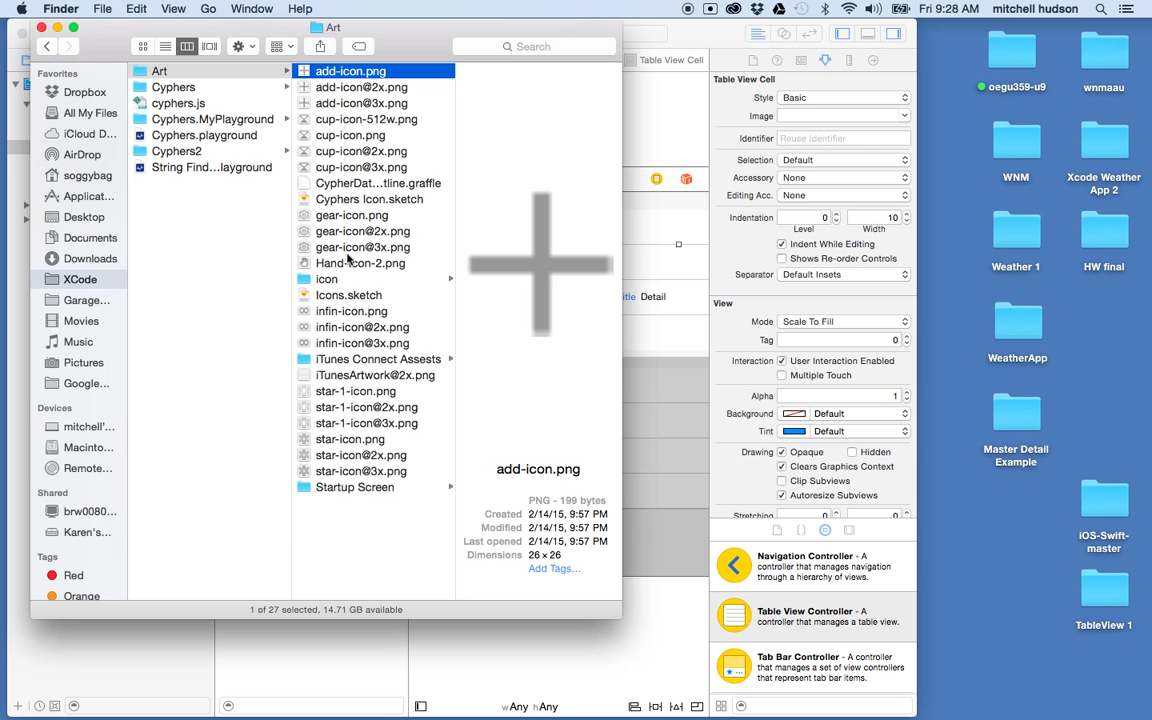 Finder File Edit View Go Window Help Fri 9:28 AM mitchell hudson
Art
Search
Favorites
Dropbox
All My Files
iCloud D...
AirDrop
soggybag
Applicat...
Desktop
Documents
Downloads
XCode
Garage...
Movies
Music
Pictures
Google...
Devices
mitchell'...
Macinto...
Remote...
Shared
brw0080...
Karen's...
Tags
Red
Orange
Art
Cyphers
cyphers.js
Cyphers.MyPlayground
Cyphers.playground
Cyphers2
String Find...layground
add-icon.png
add-icon@2x.png
add-icon@3x.png
cup-icon-512w.png
cup-icon.png
cup-icon@2x.png
cup-icon@3x.png
CypherDat...tline.graffle
Cyphers Icon.sketch
gear-icon.png
gear-icon@2x.png
gear-icon@3x.png
Hand-icon-2.png
icon
Icons.sketch
infin-icon.png
infin-icon@2x.png
infin-icon@3x.png
iTunes Connect Assests
iTunesArtwork@2x.png
star-1-icon.png
star-1-icon@2x.png
star-1-icon@3x.png
star-icon.png
star-icon@2x.png
star-icon@3x.png
Startup Screen
add-icon.png
PNG - 199 bytes
Created 2/14/15, 9:57 PM
Modified 2/14/15, 9:57 PM
Last opened 2/14/15, 9:57 PM
Dimensions 26 × 26
Add Tags...
1 of 27 selected, 14.71 GB available
Table View Cell
Title Detail
wAny hAny
Table View Cell
Style Basic
Image
Identifier Reuse Identifier
Selection Default
Accessory None
Editing Acc. None
Indentation 0 10
Level Width
Indent While Editing
Shows Re-order Controls
Separator Default Insets
View
Mode Scale To Fill
Tag 0
Interaction User Interaction Enabled
Multiple Touch
Alpha 1
Background Default
Tint Default
Drawing Opaque Hidden
Clears Graphics Context
Clip Subviews
Autoresize Subviews
Stretching 0 0
Navigation Controller - A
controller that manages navigation
through a hierarchy of views.
Table View Controller - A
controller that manages a table view.
Tab Bar Controller - A controller
that manages a set of view controllers
that represent tab bar items.
oegu359-u9
wnmaau
WNM
Xcode Weather
App 2
Weather 1
HW final
WeatherApp
Master Detail
Example
iOS-Swift-
master
TableView 1